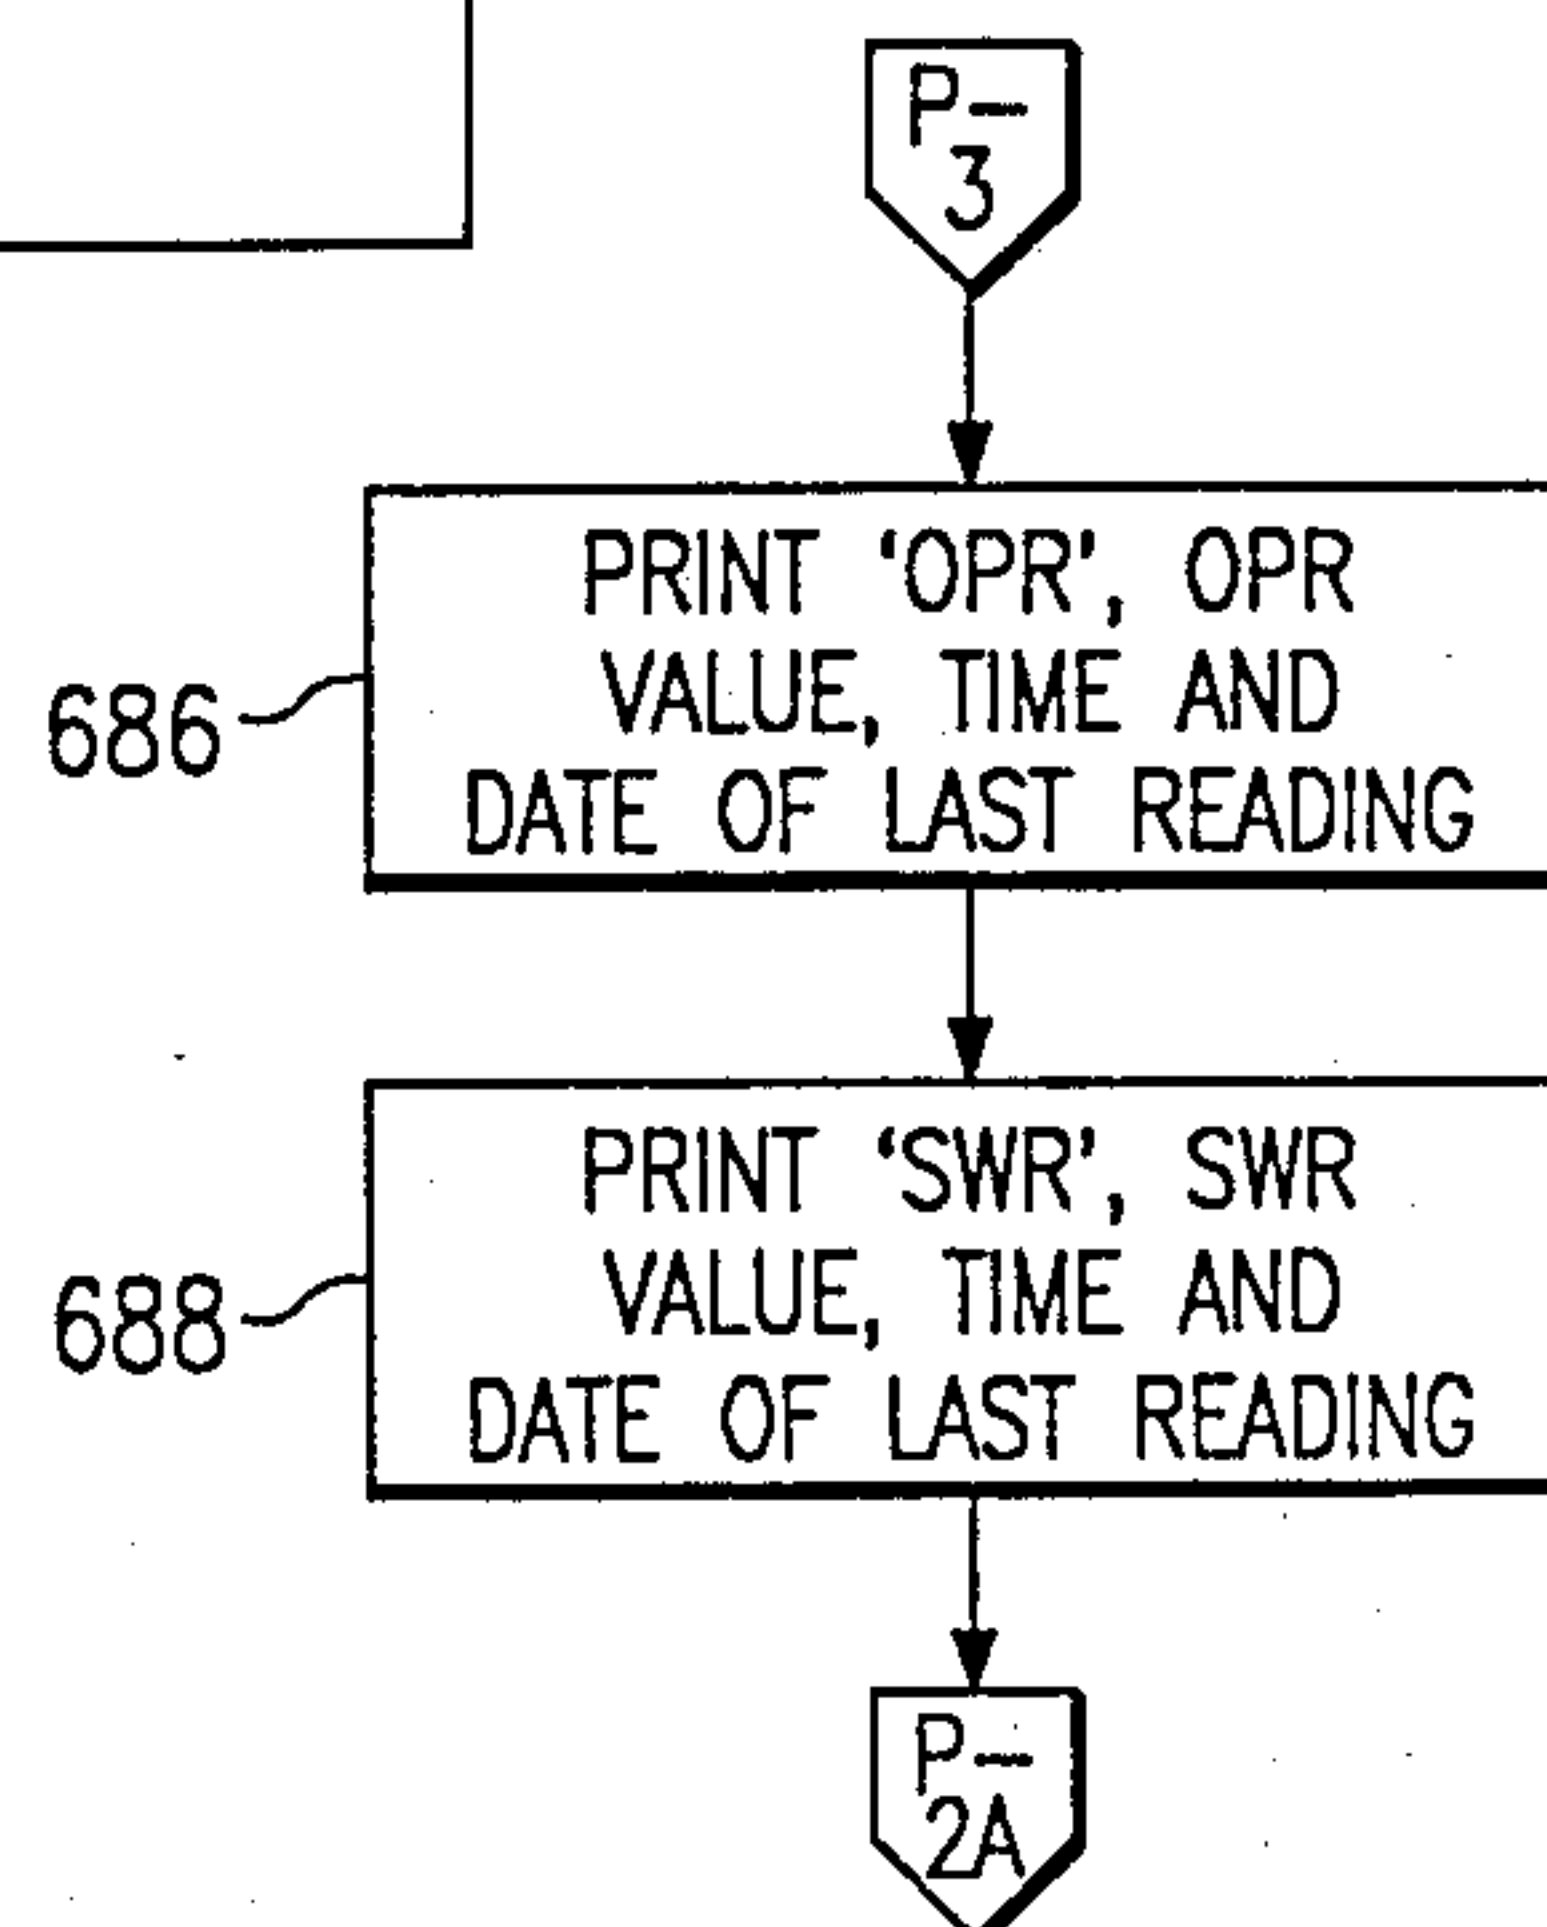 P-
3
PRINT ‘OPR’, OPR
VALUE, TIME AND
DATE OF LAST READING
686
PRINT ‘SWR’, SWR
VALUE, TIME AND
DATE OF LAST READING
688
P-
2A